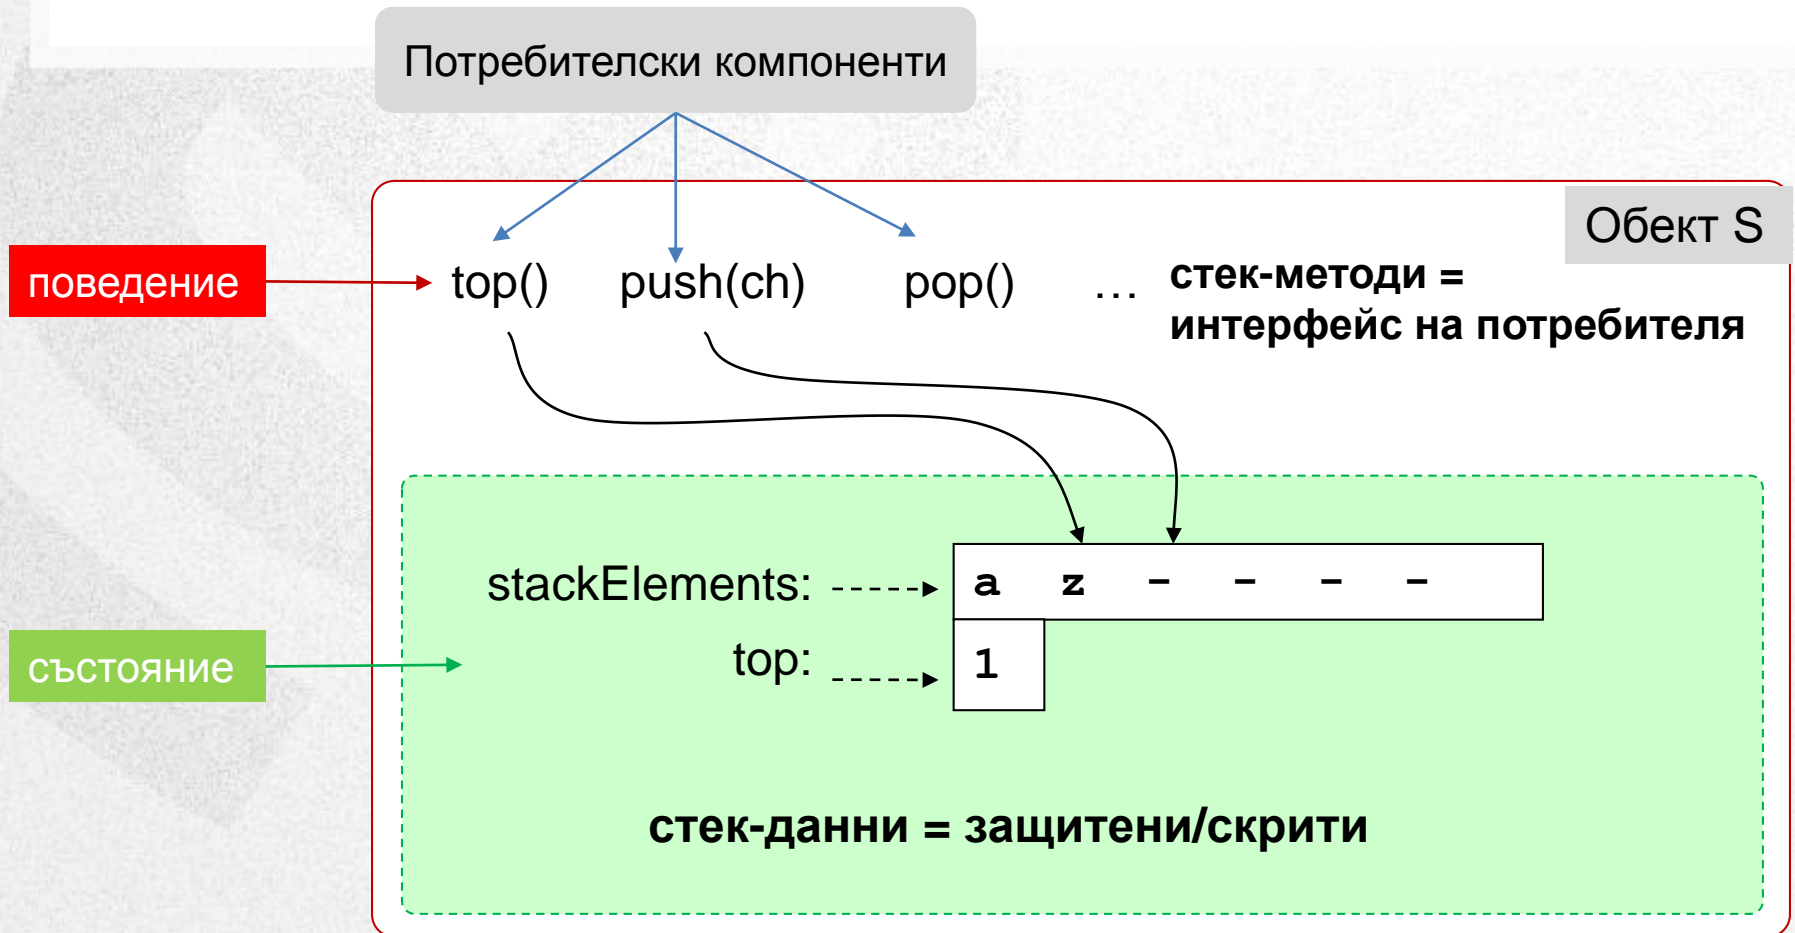 Потребителски компоненти
Обект S
поведение
top() push(ch) pop() …
стек-методи =
интерфейс на потребителя
stackElements: a z – – – –
top: 1
състояние
стек-данни = защитени/скрити